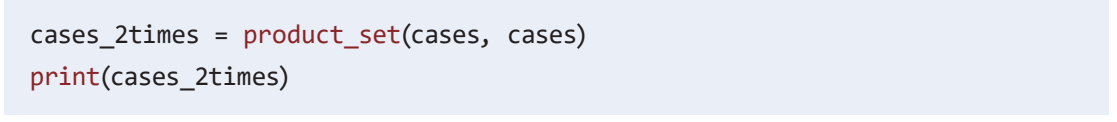 cases_2times = product_set(cases, cases)
print(cases_2times)